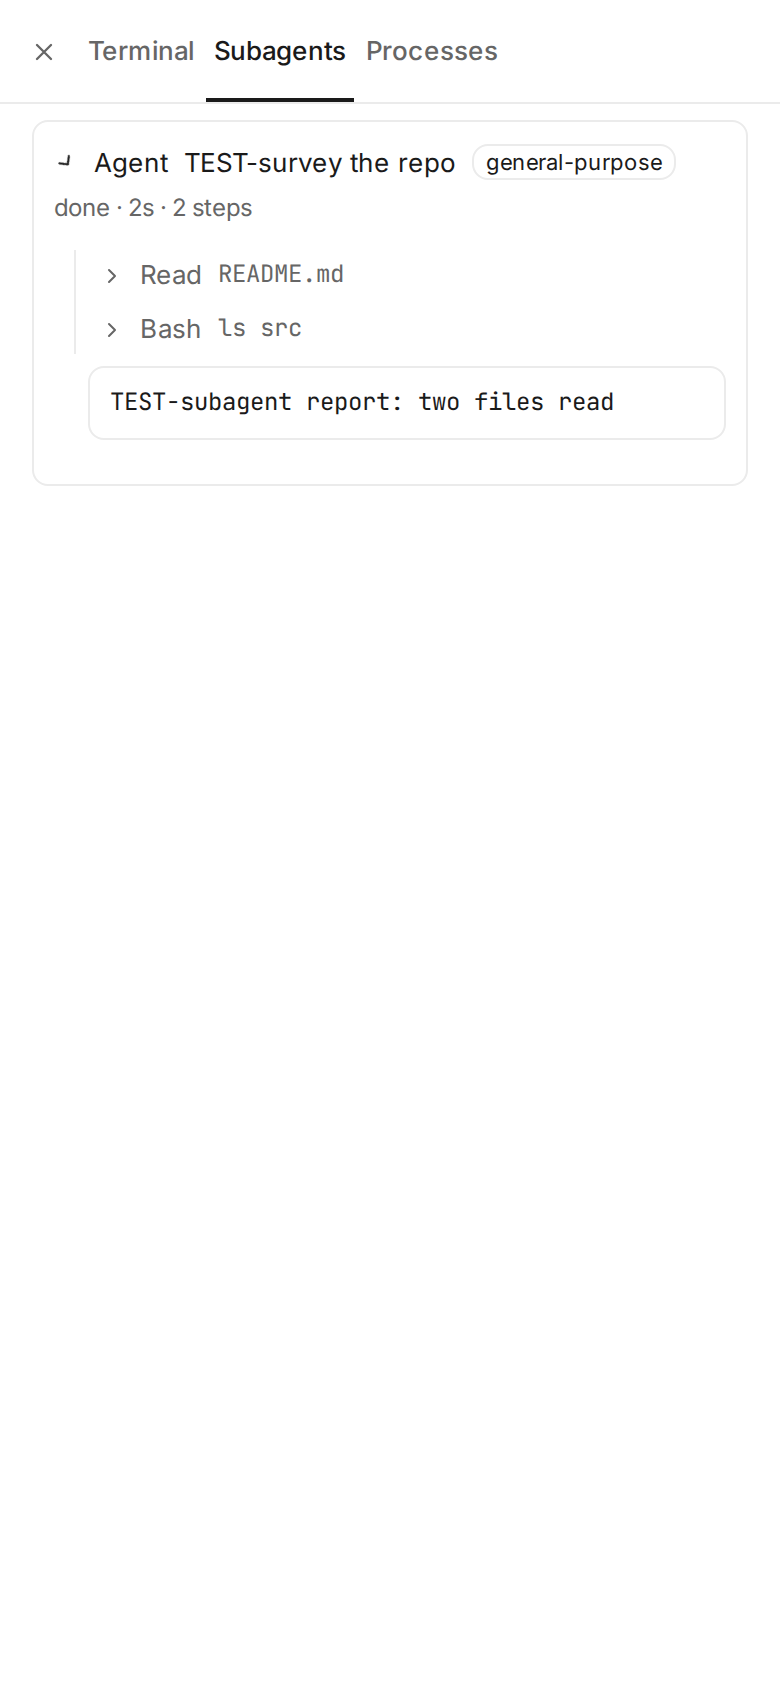 Terminal Subagents Processes
Agent TEST-survey the repo general-purpose
done · 2s · 2 steps
Read README.md
Bash ls src
TEST-subagent report: two files read